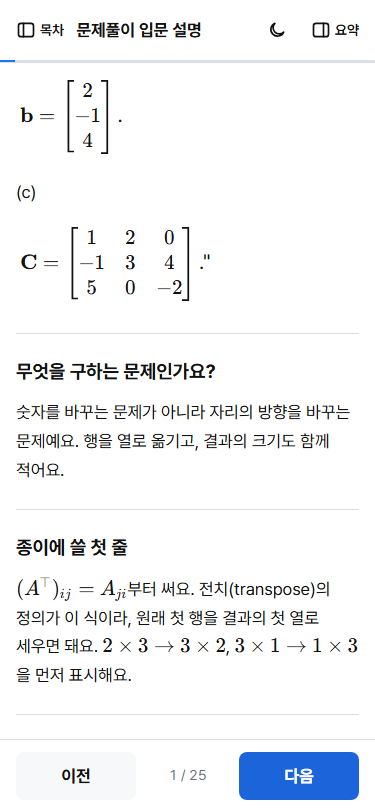 목차 문제풀이 입문 설명 요약
b = [2
−1
4].
(c)
C = [1 2 0
−1 3 4
5 0 −2]."
무엇을 구하는 문제인가요?
숫자를 바꾸는 문제가 아니라 자리의 방향을 바꾸는
문제예요. 행을 열로 옮기고, 결과의 크기도 함께
적어요.
종이에 쓸 첫 줄
(A⊤)ij = Aji부터 써요. 전치(transpose)의
정의가 이 식이라, 원래 첫 행을 결과의 첫 열로
세우면 돼요. 2 × 3 → 3 × 2, 3 × 1 → 1 × 3
을 먼저 표시해요.
이전 1 / 25 다음